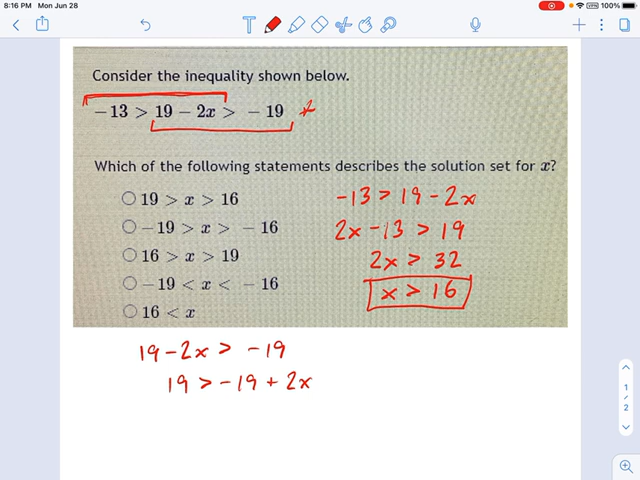 8:16 PM Mon Jun 28
100%
Consider the inequality shown below.
−13 > 19 − 2x > − 19
Which of the following statements describes the solution set for x?
19 > x > 16
−19 > x > − 16
16 > x > 19
−19 < x < − 16
16 < x
-13 > 19 - 2x
2x - 13 > 19
2x > 32
x > 16
19 - 2x > -19
19 > -19 + 2x
1
2